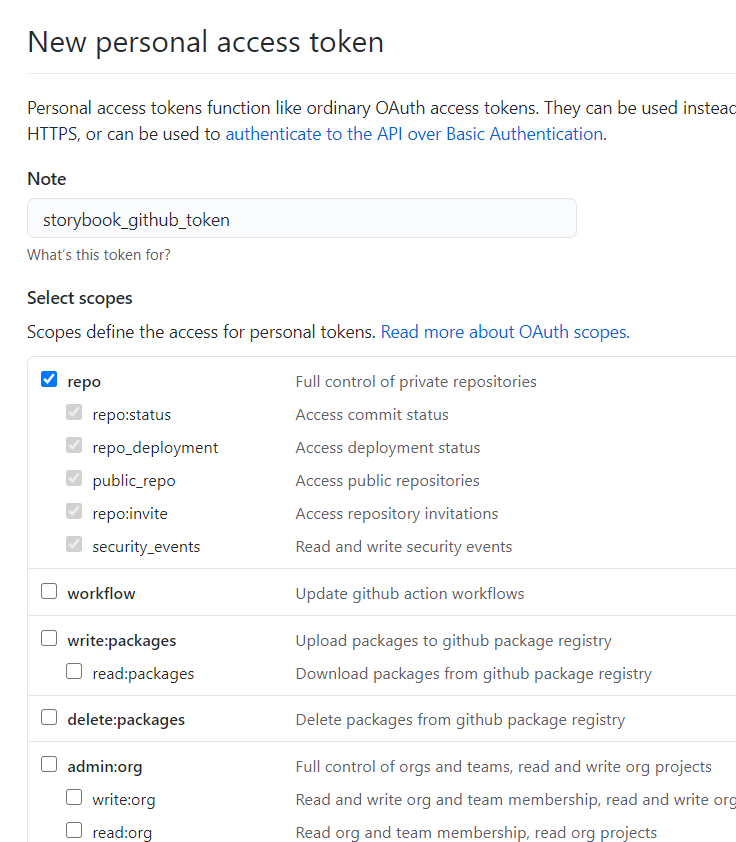 New personal access token
Personal access tokens function like ordinary OAuth access tokens. They can be used instead
HTTPS, or can be used to authenticate to the API over Basic Authentication.
Note
storybook_github_token
What's this token for?
Select scopes
Scopes define the access for personal tokens. Read more about OAuth scopes.
repo Full control of private repositories
repo:status Access commit status
repo_deployment Access deployment status
public_repo Access public repositories
repo:invite Access repository invitations
security_events Read and write security events
workflow Update github action workflows
write:packages Upload packages to github package registry
read:packages Download packages from github package registry
delete:packages Delete packages from github package registry
admin:org Full control of orgs and teams, read and write org projects
write:org Read and write org and team membership, read and write org
read:org Read org and team membership, read org projects